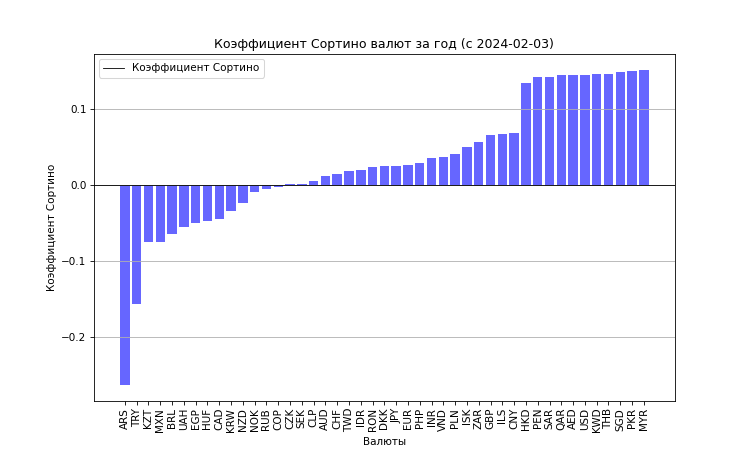 Коэффициент Сортино валют за год (с 2024-02-03)
Коэффициент Сортино
Коэффициент Сортино
0.1
0.0
−0.1
−0.2
ARS
TRY
KZT
MXN
BRL
UAH
EGP
HUF
CAD
KRW
NZD
NOK
RUB
COP
CZK
SEK
CLP
AUD
CHF
TWD
IDR
RON
DKK
JPY
EUR
PHP
INR
VND
PLN
ISK
ZAR
GBP
ILS
CNY
HKD
PEN
SAR
QAR
AED
USD
KWD
THB
SGD
PKR
MYR
Валюты